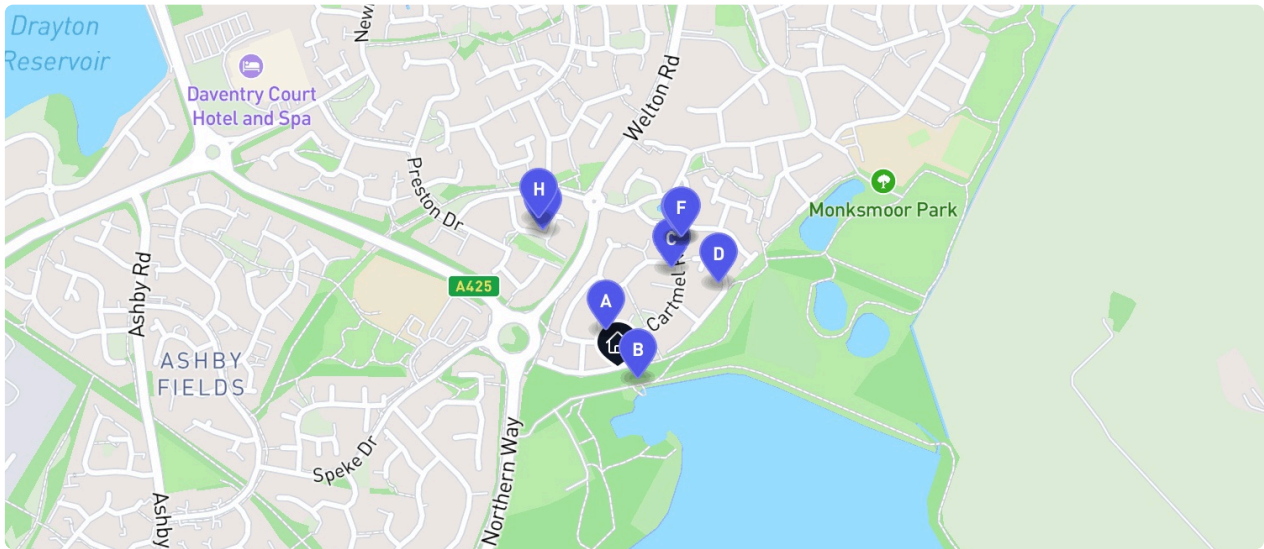 Drayton
Reservoir
Daventry Court
Hotel and Spa
Welton Rd
Preston Dr
H
F
C
D
Monksmoor Park
A425
A
B
Cartmel R
Ashby Rd
ASHBY
FIELDS
Speke Dr
Northern Way
Ashby